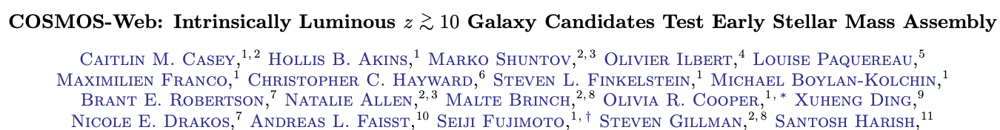 COSMOS-Web: Intrinsically Luminous z ≳ 10 Galaxy Candidates Test Early Stellar Mass Assembly
Caitlin M. Casey,1,2 Hollis B. Akins,1 Marko Shuntov,2,3 Olivier Ilbert,4 Louise Paquereau,5
Maximilien Franco,1 Christopher C. Hayward,6 Steven L. Finkelstein,1 Michael Boylan-Kolchin,1
Brant E. Robertson,7 Natalie Allen,2,3 Malte Brinch,2,8 Olivia R. Cooper,1,* Xuheng Ding,9
Nicole E. Drakos,7 Andreas L. Faisst,10 Seiji Fujimoto,1,† Steven Gillman,2,8 Santosh Harish,11